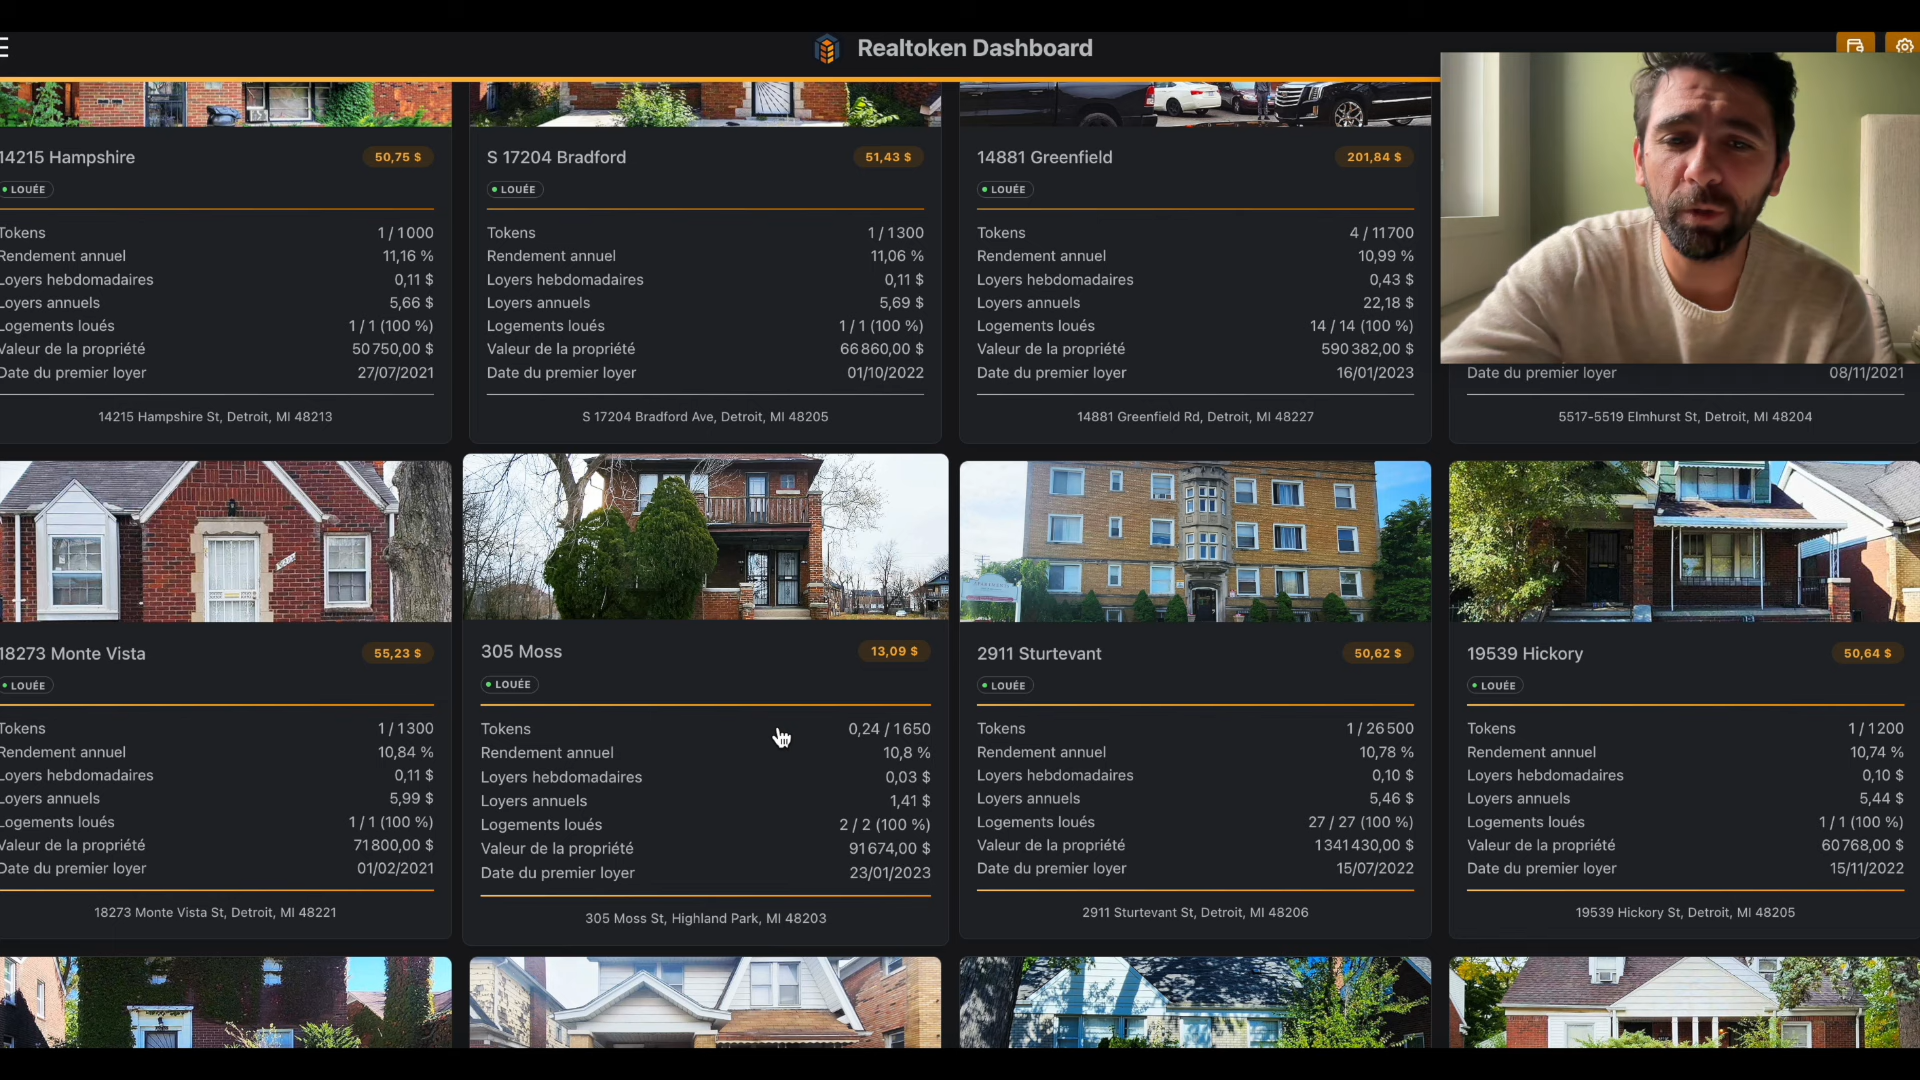 Realtoken Dashboard
14215 Hampshire
50,75 $
LOUÉE
Tokens
1 / 1 000
Rendement annuel
11,16 %
Loyers hebdomadaires
0,11 $
Loyers annuels
5,66 $
Logements loués
1 / 1 (100 %)
Valeur de la propriété
50 750,00 $
Date du premier loyer
27/07/2021
14215 Hampshire St, Detroit, MI 48213
S 17204 Bradford
51,43 $
LOUÉE
Tokens
1 / 1 300
Rendement annuel
11,06 %
Loyers hebdomadaires
0,11 $
Loyers annuels
5,69 $
Logements loués
1 / 1 (100 %)
Valeur de la propriété
66 860,00 $
Date du premier loyer
01/10/2022
S 17204 Bradford Ave, Detroit, MI 48205
14881 Greenfield
201,84 $
LOUÉE
Tokens
4 / 11 700
Rendement annuel
10,99 %
Loyers hebdomadaires
0,43 $
Loyers annuels
22,18 $
Logements loués
14 / 14 (100 %)
Valeur de la propriété
590 382,00 $
Date du premier loyer
16/01/2023
14881 Greenfield Rd, Detroit, MI 48227
Date du premier loyer
08/11/2021
5517-5519 Elmhurst St, Detroit, MI 48204
18273 Monte Vista
55,23 $
LOUÉE
Tokens
1 / 1 300
Rendement annuel
10,84 %
Loyers hebdomadaires
0,11 $
Loyers annuels
5,99 $
Logements loués
1 / 1 (100 %)
Valeur de la propriété
71 800,00 $
Date du premier loyer
01/02/2021
18273 Monte Vista St, Detroit, MI 48221
305 Moss
13,09 $
LOUÉE
Tokens
0,24 / 1 650
Rendement annuel
10,8 %
Loyers hebdomadaires
0,03 $
Loyers annuels
1,41 $
Logements loués
2 / 2 (100 %)
Valeur de la propriété
91 674,00 $
Date du premier loyer
23/01/2023
305 Moss St, Highland Park, MI 48203
2911 Sturtevant
50,62 $
LOUÉE
Tokens
1 / 26 500
Rendement annuel
10,78 %
Loyers hebdomadaires
0,10 $
Loyers annuels
5,46 $
Logements loués
27 / 27 (100 %)
Valeur de la propriété
1 341 430,00 $
Date du premier loyer
15/07/2022
2911 Sturtevant St, Detroit, MI 48206
19539 Hickory
50,64 $
LOUÉE
Tokens
1 / 1 200
Rendement annuel
10,74 %
Loyers hebdomadaires
0,10 $
Loyers annuels
5,44 $
Logements loués
1 / 1 (100 %)
Valeur de la propriété
60 768,00 $
Date du premier loyer
15/11/2022
19539 Hickory St, Detroit, MI 48205